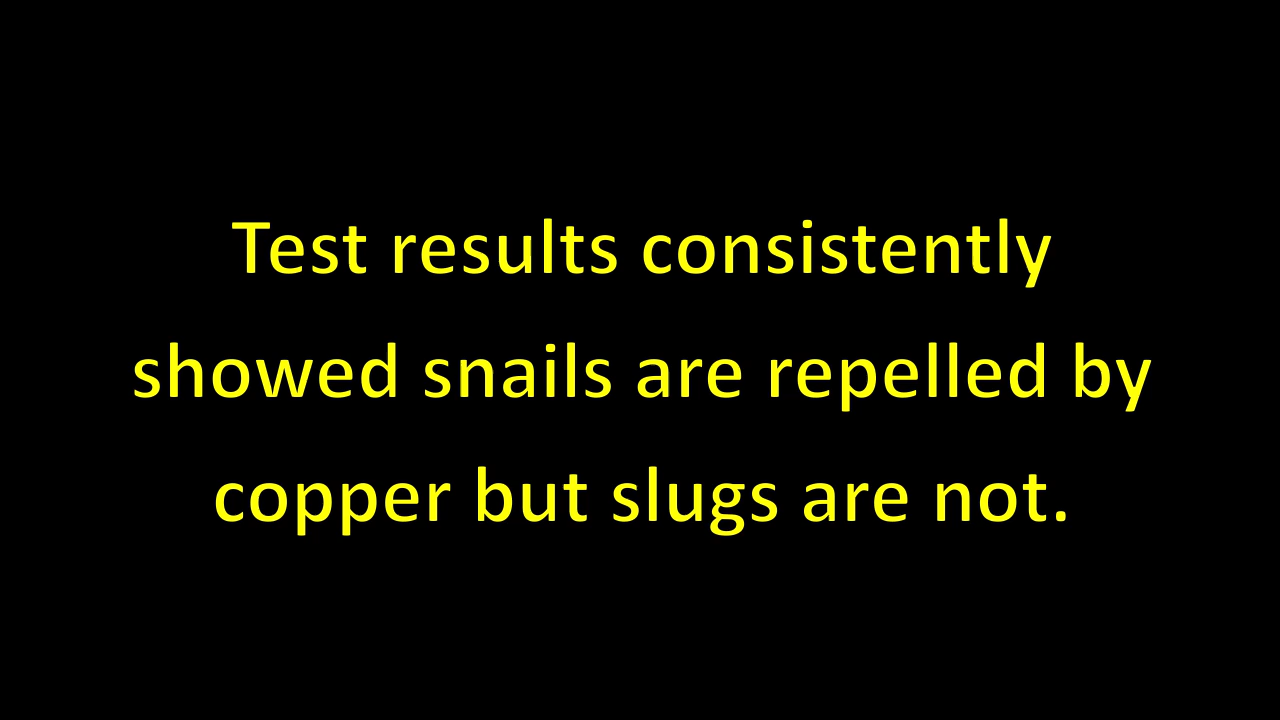 Test results consistently
showed snails are repelled by
copper but slugs are not.